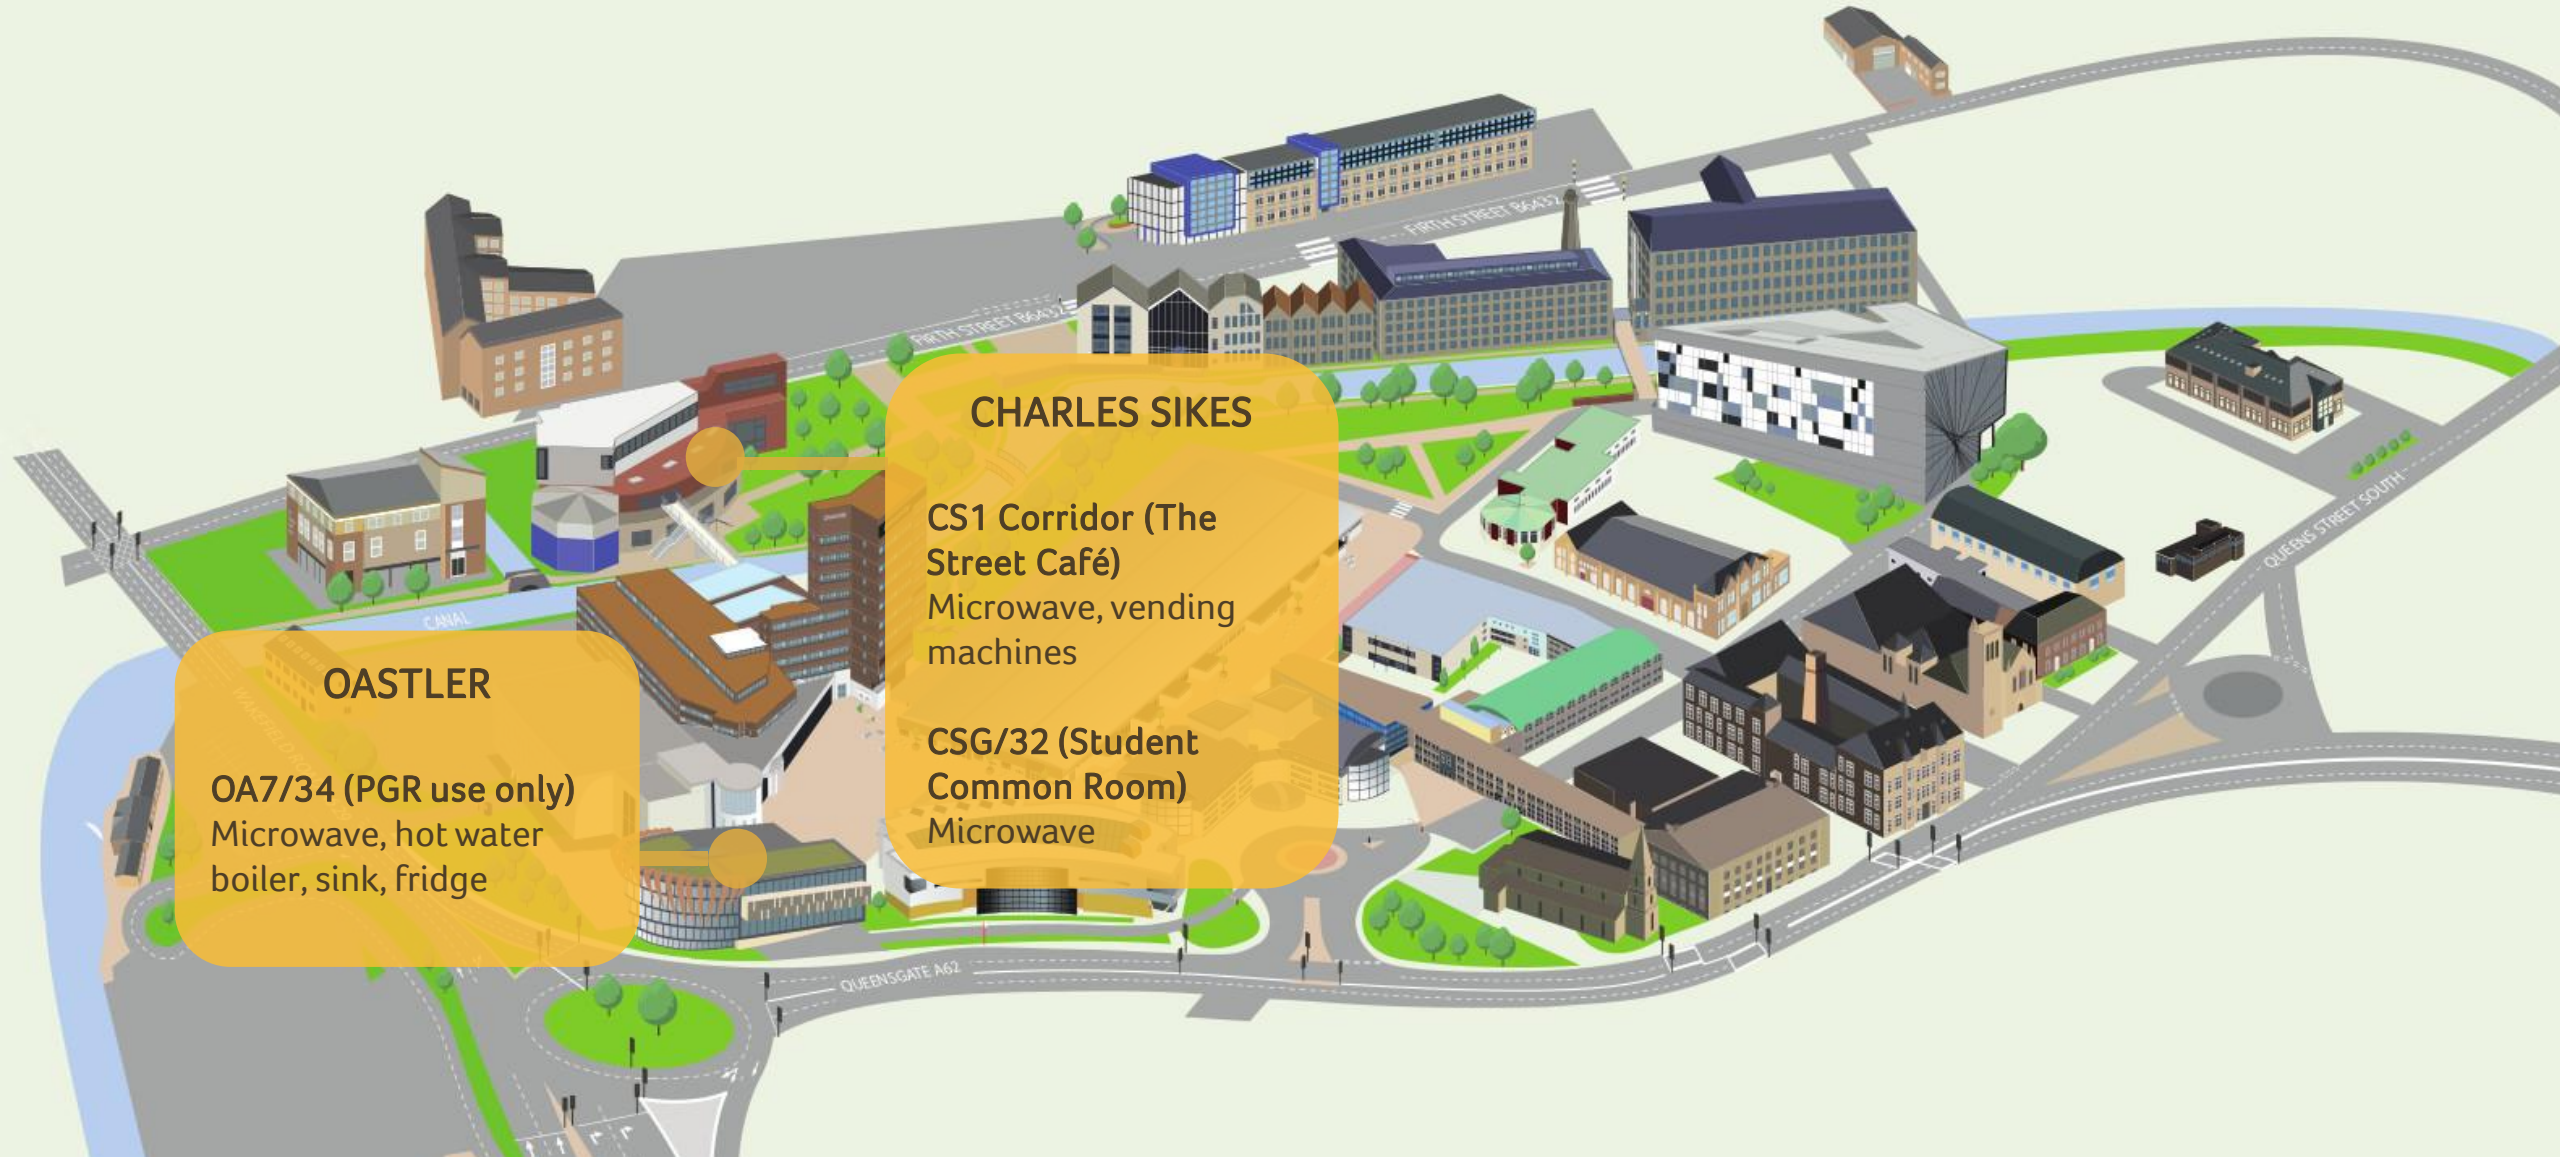 FIRTH STREET B6432
FIRTH STREET B6432
CHARLES SIKES
CS1 Corridor (The
Street Café)
Microwave, vending
machines
CSG/32 (Student
Common Room)
Microwave
QUEENS STREET SOUTH
CANAL
OASTLER
OA7/34 (PGR use only)
Microwave, hot water
boiler, sink, fridge
QUEENSGATE A62